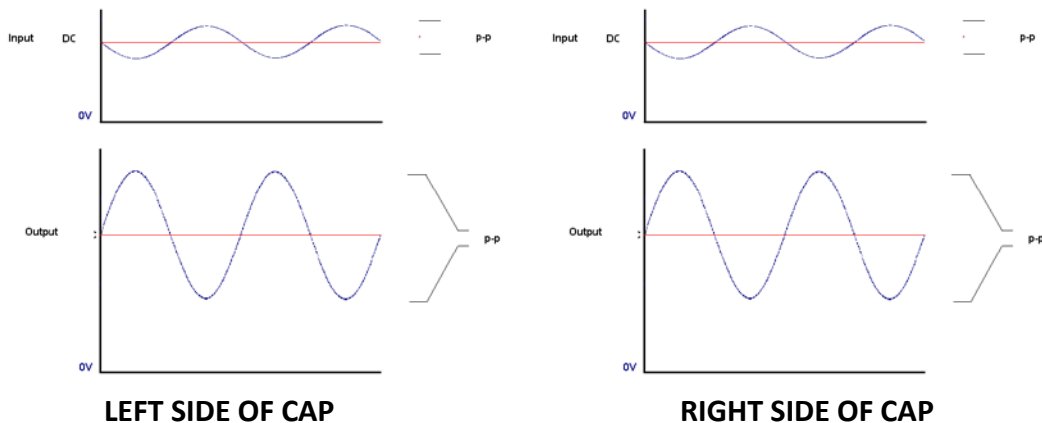 Input DC p-p
0V
Output p-p
0V
LEFT SIDE OF CAP
Input DC p-p
0V
Output p-p
0V
RIGHT SIDE OF CAP